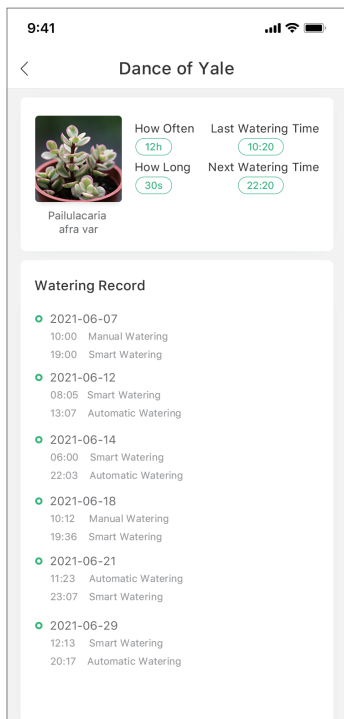 9:41
Dance of Yale
How Often Last Watering Time
12h 10:20
How Long Next Watering Time
30s 22:20
Pailulacaria
afra var
Watering Record
2021-06-07
10:00 Manual Watering
19:00 Smart Watering
2021-06-12
08:05 Smart Watering
13:07 Automatic Watering
2021-06-14
06:00 Smart Watering
22:03 Automatic Watering
2021-06-18
10:12 Manual Watering
19:36 Smart Watering
2021-06-21
11:23 Automatic Watering
23:07 Smart Watering
2021-06-29
12:13 Smart Watering
20:17 Automatic Watering